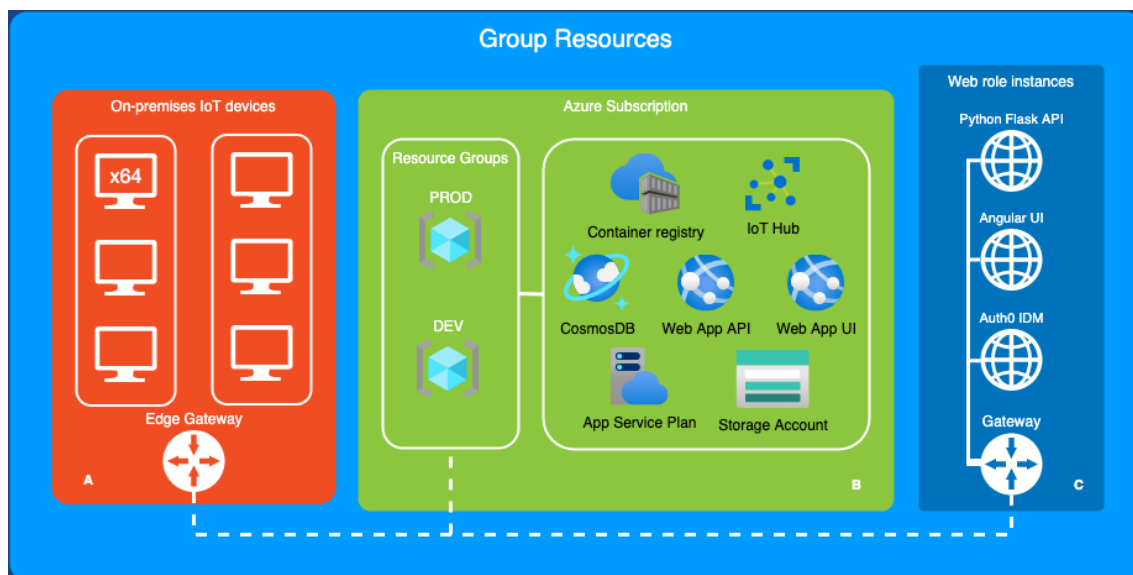 Group Resources
On-premises IoT devices
x64
Edge Gateway
A
Azure Subscription
Resource Groups
PROD
DEV
Container registry
IoT Hub
CosmosDB
Web App API
Web App UI
App Service Plan
Storage Account
B
Web role instances
Python Flask API
Angular UI
Auth0 IDM
Gateway
C